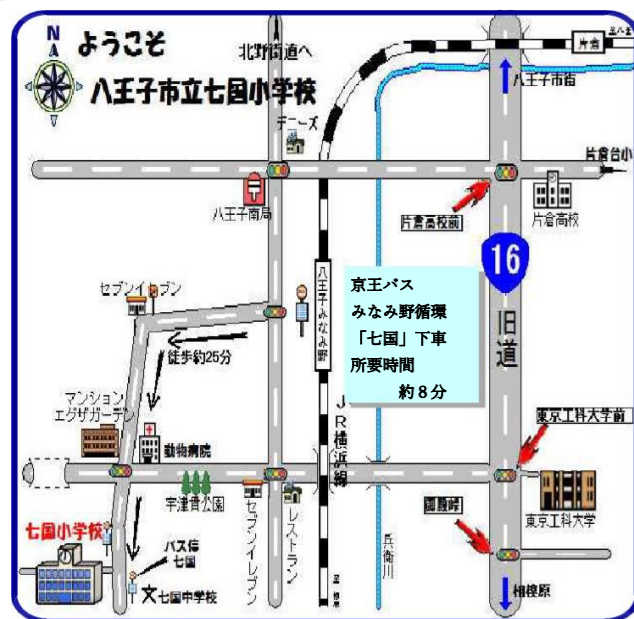 N
ようこそ
八王子市立七国小学校
北野街道へ
片倉
八王子市街
デニーズ
片倉台小
八王子南局
片倉高校前
片倉高校
16
旧道
セブンイレブン
八王子みなみ野
京王バス
みなみ野循環
「七国」下車
所要時間
約8分
徒歩約25分
JR横浜線
マンション
エグザガーデン
動物病院
東京工科大学前
宇津貫公園
セブンイレブン
レストラン
兵衛川
御殿峠
東京工科大学
七国小学校
バス停
七国
文七国中学校
相模原